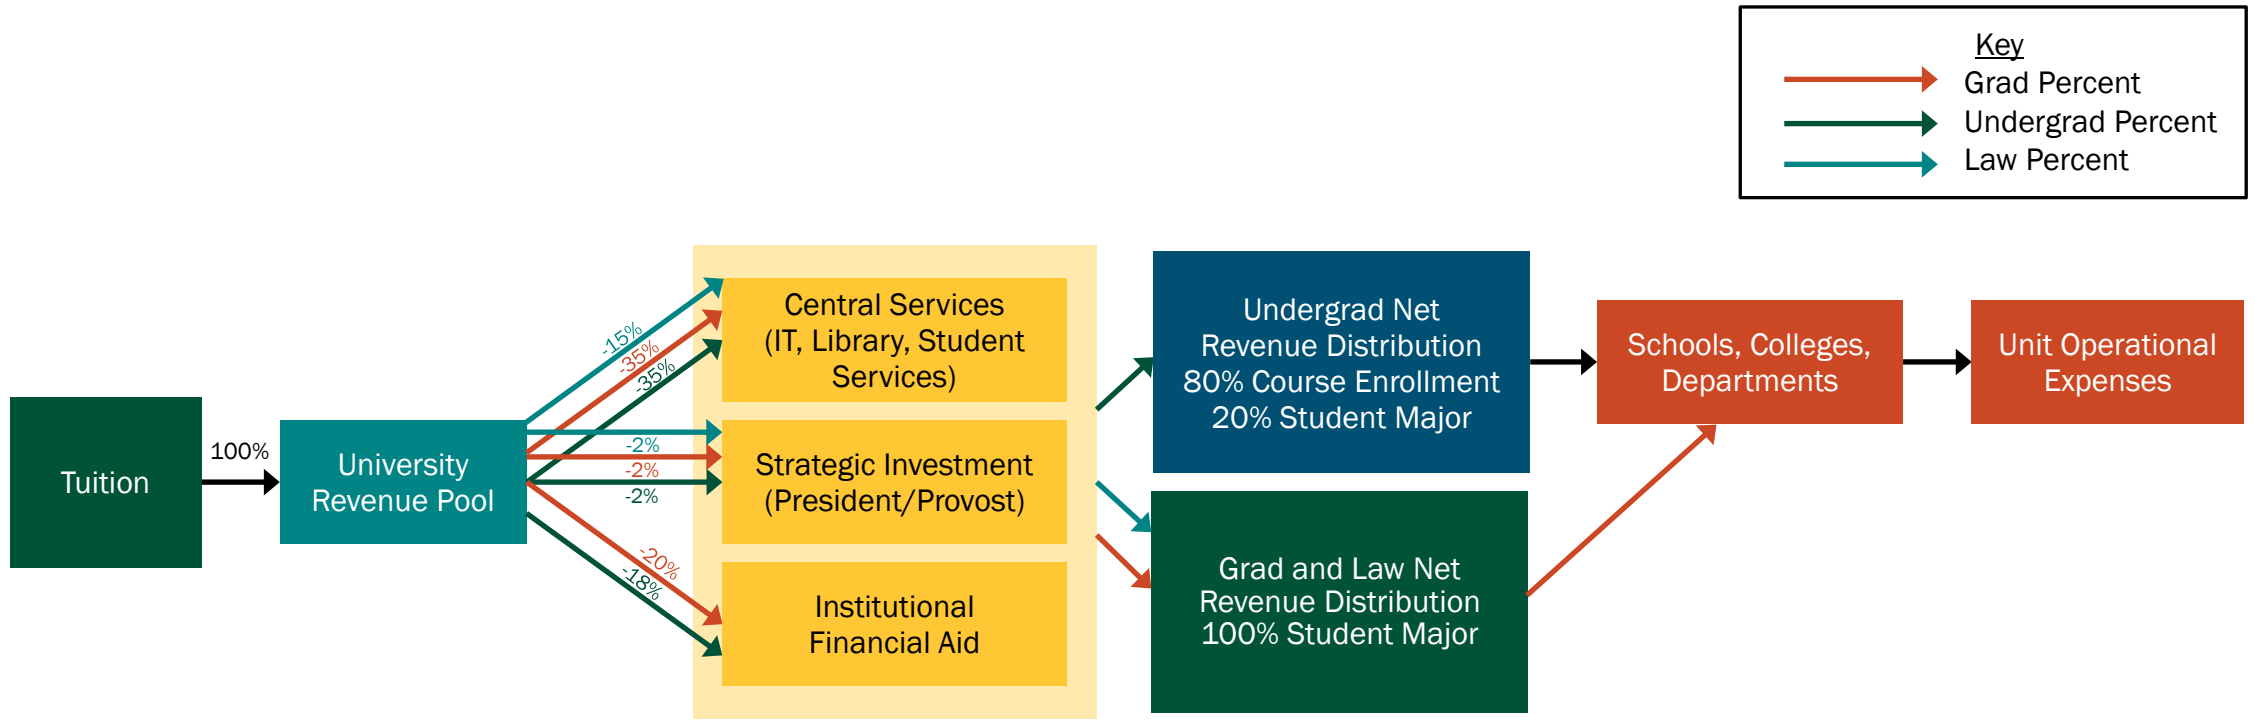 Key
Grad Percent
Undergrad Percent
Law Percent
Tuition
100%
University
Revenue Pool
-15%
-35%
-35%
-2%
-2%
-2%
-20%
-18%
Central Services
(IT, Library, Student
Services)
Strategic Investment
(President/Provost)
Institutional
Financial Aid
Undergrad Net
Revenue Distribution
80% Course Enrollment
20% Student Major
Grad and Law Net
Revenue Distribution
100% Student Major
Schools, Colleges,
Departments
Unit Operational
Expenses